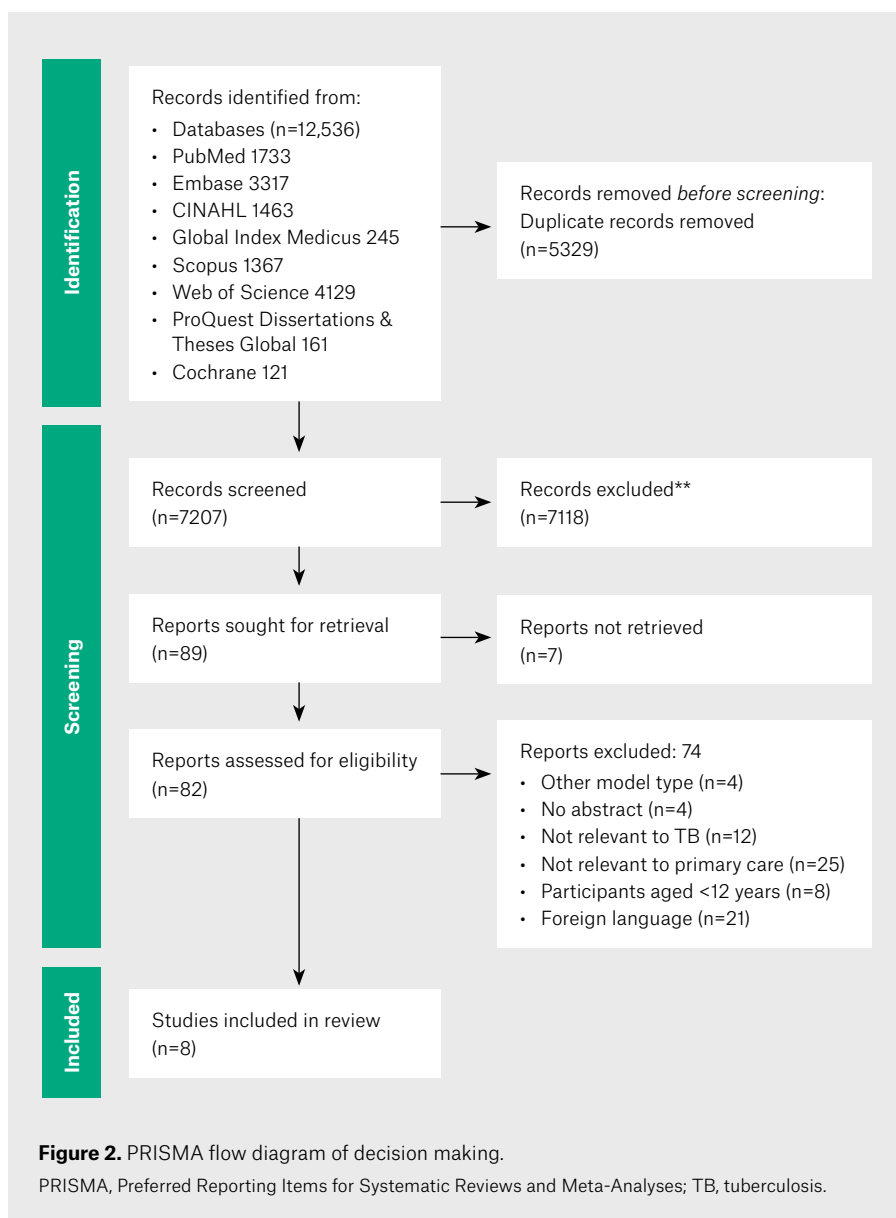 Identification
Records identified from:
• Databases (n=12,536)
• PubMed 1733
• Embase 3317
• CINAHL 1463
• Global Index Medicus 245
• Scopus 1367
• Web of Science 4129
• ProQuest Dissertations &
Theses Global 161
• Cochrane 121
Records removed before screening:
Duplicate records removed
(n=5329)
Screening
Records screened
(n=7207)
Records excluded**
(n=7118)
Reports sought for retrieval
(n=89)
Reports not retrieved
(n=7)
Reports assessed for eligibility
(n=82)
Reports excluded: 74
• Other model type (n=4)
• No abstract (n=4)
• Not relevant to TB (n=12)
• Not relevant to primary care (n=25)
• Participants aged <12 years (n=8)
• Foreign language (n=21)
Included
Studies included in review
(n=8)
Figure 2. PRISMA flow diagram of decision making.
PRISMA, Preferred Reporting Items for Systematic Reviews and Meta-Analyses; TB, tuberculosis.